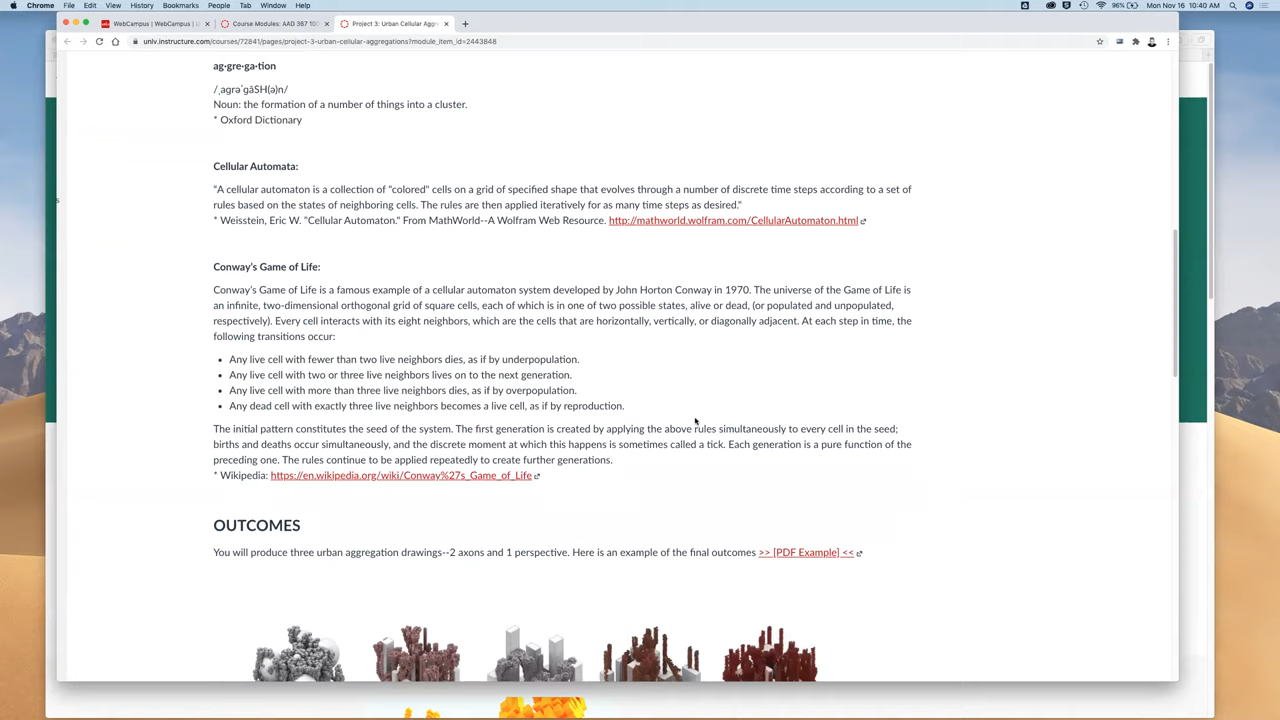 Chrome File Edit View History Bookmarks People Tab Window Help 96% Mon Nov 16 10:40 AM
WebCampus | WebCampus | Course Modules: AAD 367 100 Project 3: Urban Cellular Aggr
univ.instructure.com/courses/72841/pages/project-3-urban-cellular-aggregations?module_item_id=2443848
ag·gre·ga·tion
/ˌaɡrəˈɡāSH(ə)n/
Noun: the formation of a number of things into a cluster.
* Oxford Dictionary
Cellular Automata:
“A cellular automaton is a collection of "colored" cells on a grid of specified shape that evolves through a number of discrete time steps according to a set of
rules based on the states of neighboring cells. The rules are then applied iteratively for as many time steps as desired.”
* Weisstein, Eric W. "Cellular Automaton." From MathWorld--A Wolfram Web Resource. http://mathworld.wolfram.com/CellularAutomaton.html
Conway’s Game of Life:
Conway’s Game of Life is a famous example of a cellular automaton system developed by John Horton Conway in 1970. The universe of the Game of Life is
an infinite, two-dimensional orthogonal grid of square cells, each of which is in one of two possible states, alive or dead, (or populated and unpopulated,
respectively). Every cell interacts with its eight neighbors, which are the cells that are horizontally, vertically, or diagonally adjacent. At each step in time, the
following transitions occur:
• Any live cell with fewer than two live neighbors dies, as if by underpopulation.
• Any live cell with two or three live neighbors lives on to the next generation.
• Any live cell with more than three live neighbors dies, as if by overpopulation.
• Any dead cell with exactly three live neighbors becomes a live cell, as if by reproduction.
The initial pattern constitutes the seed of the system. The first generation is created by applying the above rules simultaneously to every cell in the seed;
births and deaths occur simultaneously, and the discrete moment at which this happens is sometimes called a tick. Each generation is a pure function of the
preceding one. The rules continue to be applied repeatedly to create further generations.
* Wikipedia: https://en.wikipedia.org/wiki/Conway%27s_Game_of_Life
OUTCOMES
You will produce three urban aggregation drawings--2 axons and 1 perspective. Here is an example of the final outcomes >> [PDF Example] <<